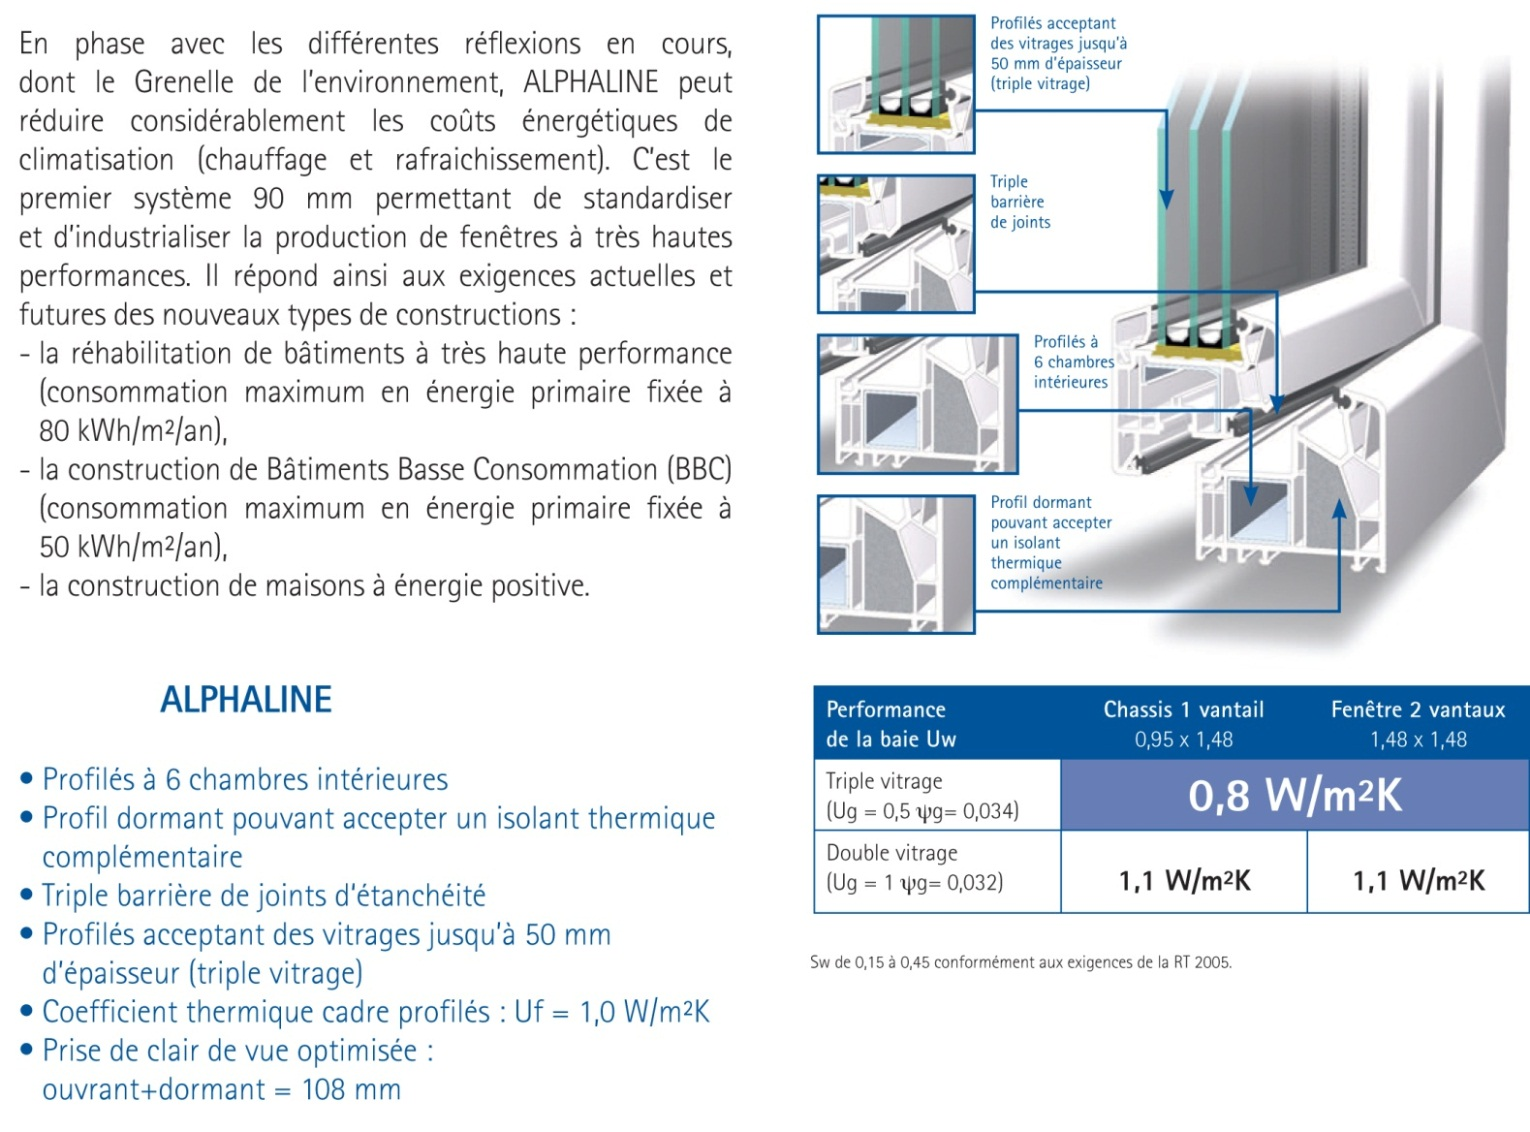 En phase avec les différentes réflexions en cours,
dont le Grenelle de l'environnement, ALPHALINE peut
réduire considérablement les coûts énergétiques de
climatisation (chauffage et rafraichissement). C'est le
premier système 90 mm permettant de standardiser
et d'industrialiser la production de fenêtres à très hautes
performances. Il répond ainsi aux exigences actuelles et
futures des nouveaux types de constructions :
- la réhabilitation de bâtiments à très haute performance
(consommation maximum en énergie primaire fixée à
80 kWh/m²/an),
- la construction de Bâtiments Basse Consommation (BBC)
(consommation maximum en énergie primaire fixée à
50 kWh/m²/an),
- la construction de maisons à énergie positive.
ALPHALINE
• Profilés à 6 chambres intérieures
• Profil dormant pouvant accepter un isolant thermique
complémentaire
• Triple barrière de joints d'étanchéité
• Profilés acceptant des vitrages jusqu'à 50 mm
d'épaisseur (triple vitrage)
• Coefficient thermique cadre profilés : Uf = 1,0 W/m²K
• Prise de clair de vue optimisée :
ouvrant+dormant = 108 mm
Profilés acceptant
des vitrages jusqu'à
50 mm d'épaisseur
(triple vitrage)
Triple
barrière
de joints
Profilés à
6 chambres
intérieures
Profil dormant
pouvant accepter
un isolant
thermique
complémentaire
Performance
de la baie Uw
Chassis 1 vantail
0,95 x 1,48
Fenêtre 2 vantaux
1,48 x 1,48
Triple vitrage
(Ug = 0,5 ψg= 0,034)
0,8 W/m²K
Double vitrage
(Ug = 1 ψg= 0,032)
1,1 W/m²K
1,1 W/m²K
Sw de 0,15 à 0,45 conformément aux exigences de la RT 2005.